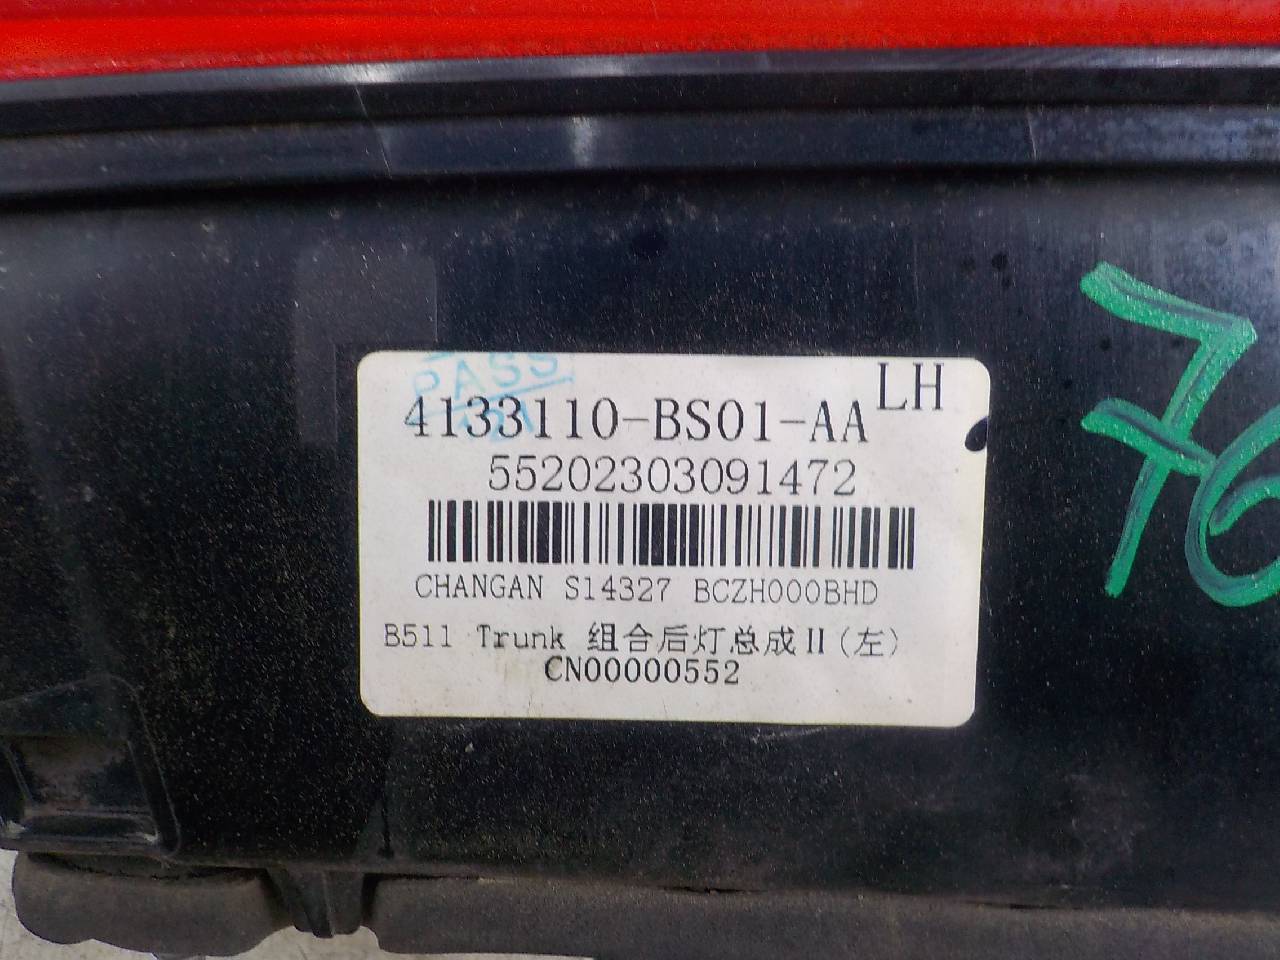 PASS
LH
4133110-BS01-AA
55202303091472
CHANGAN S14327 BCZH000BHD
B511 Trunk 组合后灯总成II(左)
CN00000552
76